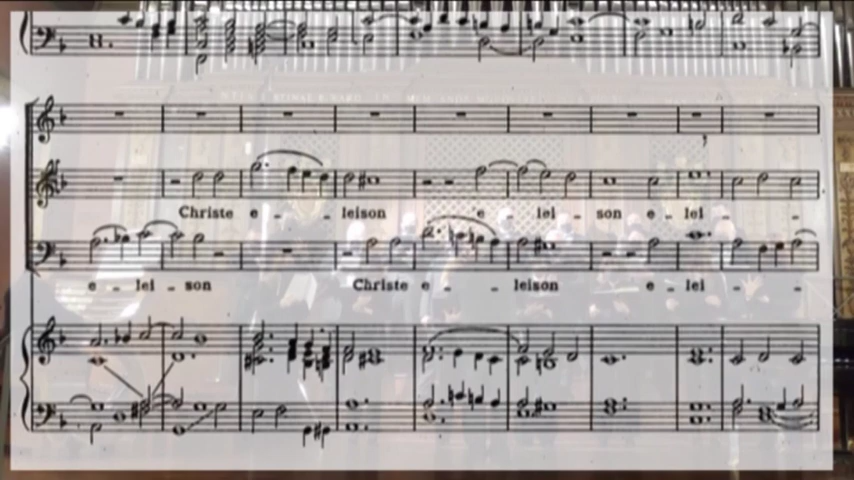 Christe e - - leison e - lei - son e - lei - -
e - lei - son Christe e - - leison e - lei - -